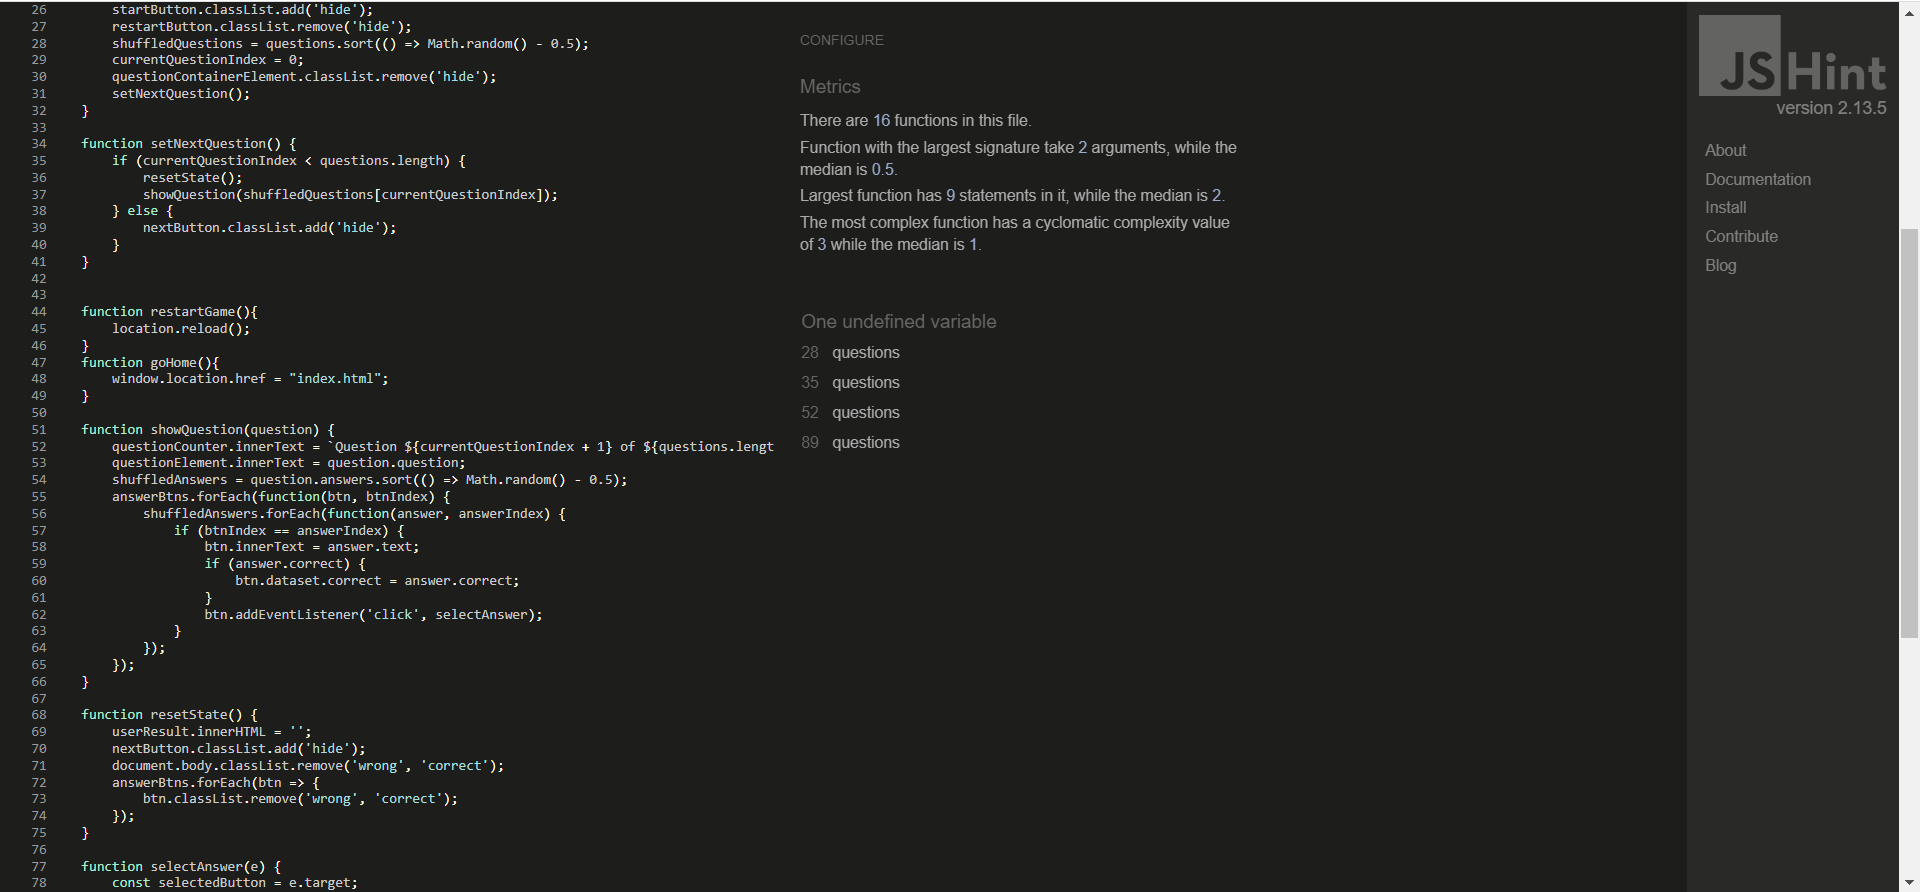 26 startButton.classList.add('hide');
27 restartButton.classList.remove('hide');
28 shuffledQuestions = questions.sort(() => Math.random() - 0.5);
29 currentQuestionIndex = 0;
30 questionContainerElement.classList.remove('hide');
31 setNextQuestion();
32 }
33
34 function setNextQuestion() {
35 if (currentQuestionIndex < questions.length) {
36 resetState();
37 showQuestion(shuffledQuestions[currentQuestionIndex]);
38 } else {
39 nextButton.classList.add('hide');
40 }
41 }
42
43
44 function restartGame(){
45 location.reload();
46 }
47 function goHome(){
48 window.location.href = "index.html";
49 }
50
51 function showQuestion(question) {
52 questionCounter.innerText = `Question ${currentQuestionIndex + 1} of ${questions.lengt
53 questionElement.innerText = question.question;
54 shuffledAnswers = question.answers.sort(() => Math.random() - 0.5);
55 answerBtns.forEach(function(btn, btnIndex) {
56 shuffledAnswers.forEach(function(answer, answerIndex) {
57 if (btnIndex == answerIndex) {
58 btn.innerText = answer.text;
59 if (answer.correct) {
60 btn.dataset.correct = answer.correct;
61 }
62 btn.addEventListener('click', selectAnswer);
63 }
64 });
65 });
66 }
67
68 function resetState() {
69 userResult.innerHTML = '';
70 nextButton.classList.add('hide');
71 document.body.classList.remove('wrong', 'correct');
72 answerBtns.forEach(btn => {
73 btn.classList.remove('wrong', 'correct');
74 });
75 }
76
77 function selectAnswer(e) {
78 const selectedButton = e.target;
CONFIGURE
Metrics
There are 16 functions in this file.
Function with the largest signature take 2 arguments, while the
median is 0.5.
Largest function has 9 statements in it, while the median is 2.
The most complex function has a cyclomatic complexity value
of 3 while the median is 1.
One undefined variable
28 questions
35 questions
52 questions
89 questions
JSHint
version 2.13.5
About
Documentation
Install
Contribute
Blog